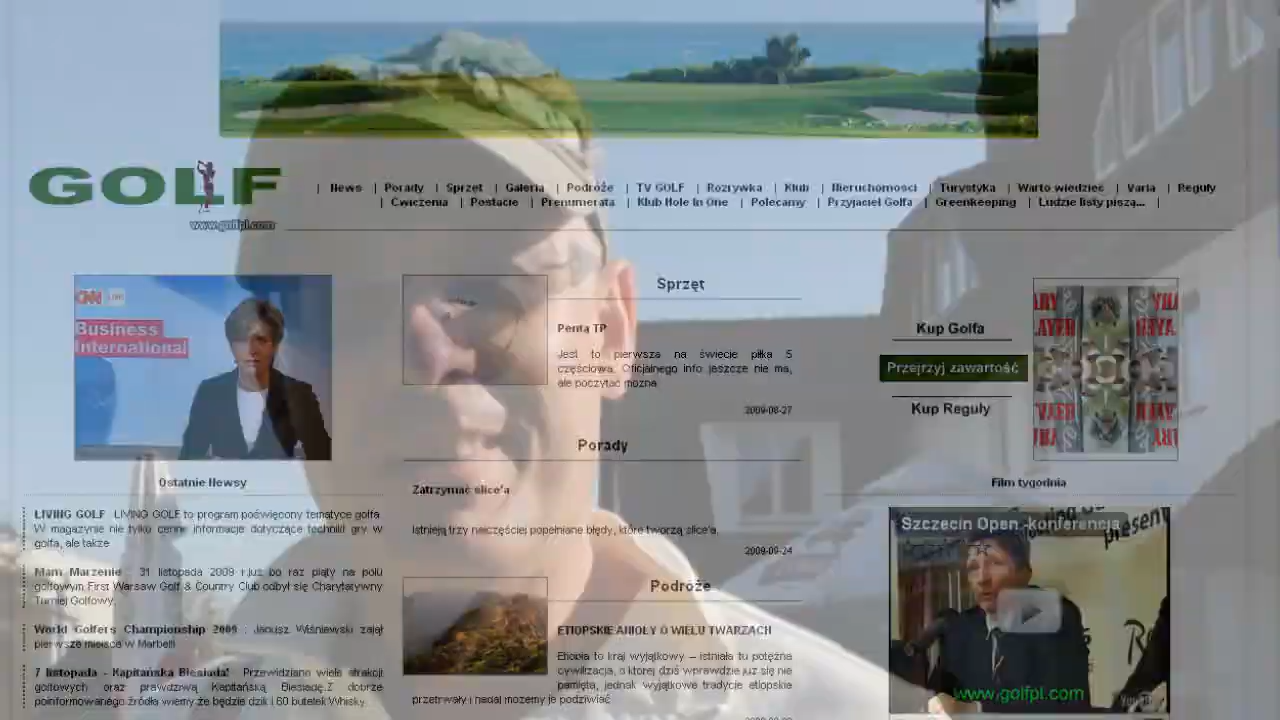 GOLF
www.golfpl.com
| News | Porady | Sprzęt | Galeria | Podróże | TV GOLF | Rozrywka | Klub | Nieruchomości | Turystyka | Warto wiedzieć | Varia | Reguły
| Ćwiczenia | Postacie | Prenumerata | Klub Hole In One | Polecamy | Przyjaciel Golfa | Greenkeeping | Ludzie listy piszą... |
CNN LIVE
Business
International
Ostatnie Newsy
LIVING GOLF LIVING GOLF to program poświęcony tematyce golfa.
W magazynie nie tylko cenne informacje dotyczące techniki gry w
golfa, ale także
Mam Marzenie 31 listopada 2009 r.już po raz piąty na polu
golfowym First Warsaw Golf & Country Club odbył się Charytatywny
Turniej Golfowy,
World Golfers Championship 2009 : Janusz Wiśniewski zajął
pierwsze miejsce w Marbelli
7 listopada - Kapitańska Biesiada! Przewidziano wiele atrakcji
golfowych oraz prawdziwą Kapitańską Biesiadę.Z dobrze
poinformowanego źródła wiemy że będzie dzik i 60 butelek Whisky.
Sprzęt
Penta TP
Jest to pierwsza na świecie piłka 5
częściowa. Oficjalnego info jeszcze nie ma,
ale poczytać można
2009-08-27
Porady
Zatrzymać slice'a
Istnieją trzy najczęściej popełniane błędy, które tworzą slice'a.
2009-09-24
Podróże
ETIOPSKIE ANIOŁY O WIELU TWARZACH
Etiopia to kraj wyjątkowy – istniała tu potężna
cywilizacja, o której dziś wprawdzie już się nie
pamięta, jednak wyjątkowe tradycje etiopskie
przetrwały i nadal możemy je podziwiać
Kup Golfa
Przejrzyj zawartość
Kup Reguły
Film tygodnia
Szczecin Open -konferencja
present
www.golfpl.com
YouTube